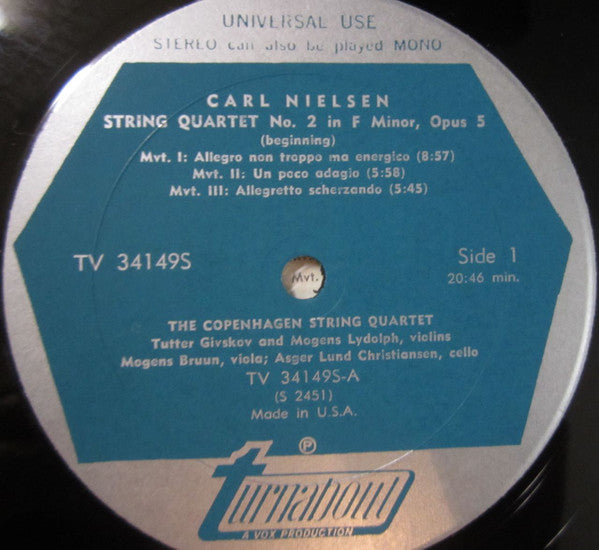 UNIVERSAL USE
STEREO can also be played MONO
CARL NIELSEN
STRING QUARTET No. 2 in F Minor, Opus 5
(beginning)
Mvt. I: Allegro non troppo ma energico (8:57)
Mvt. II: Un poco adagio (5:58)
Mvt. III: Allegretto scherzando (5:45)
TV 34149S
Side 1
20:46 min.
Mvt.
THE COPENHAGEN STRING QUARTET
Tutter Givskov and Mogens Lydolph, violins
Mogens Bruun, viola; Asger Lund Christiansen, cello
TV 34149S-A
(S 2451)
Made in U.S.A.
℗
turnabout
A VOX PRODUCTION